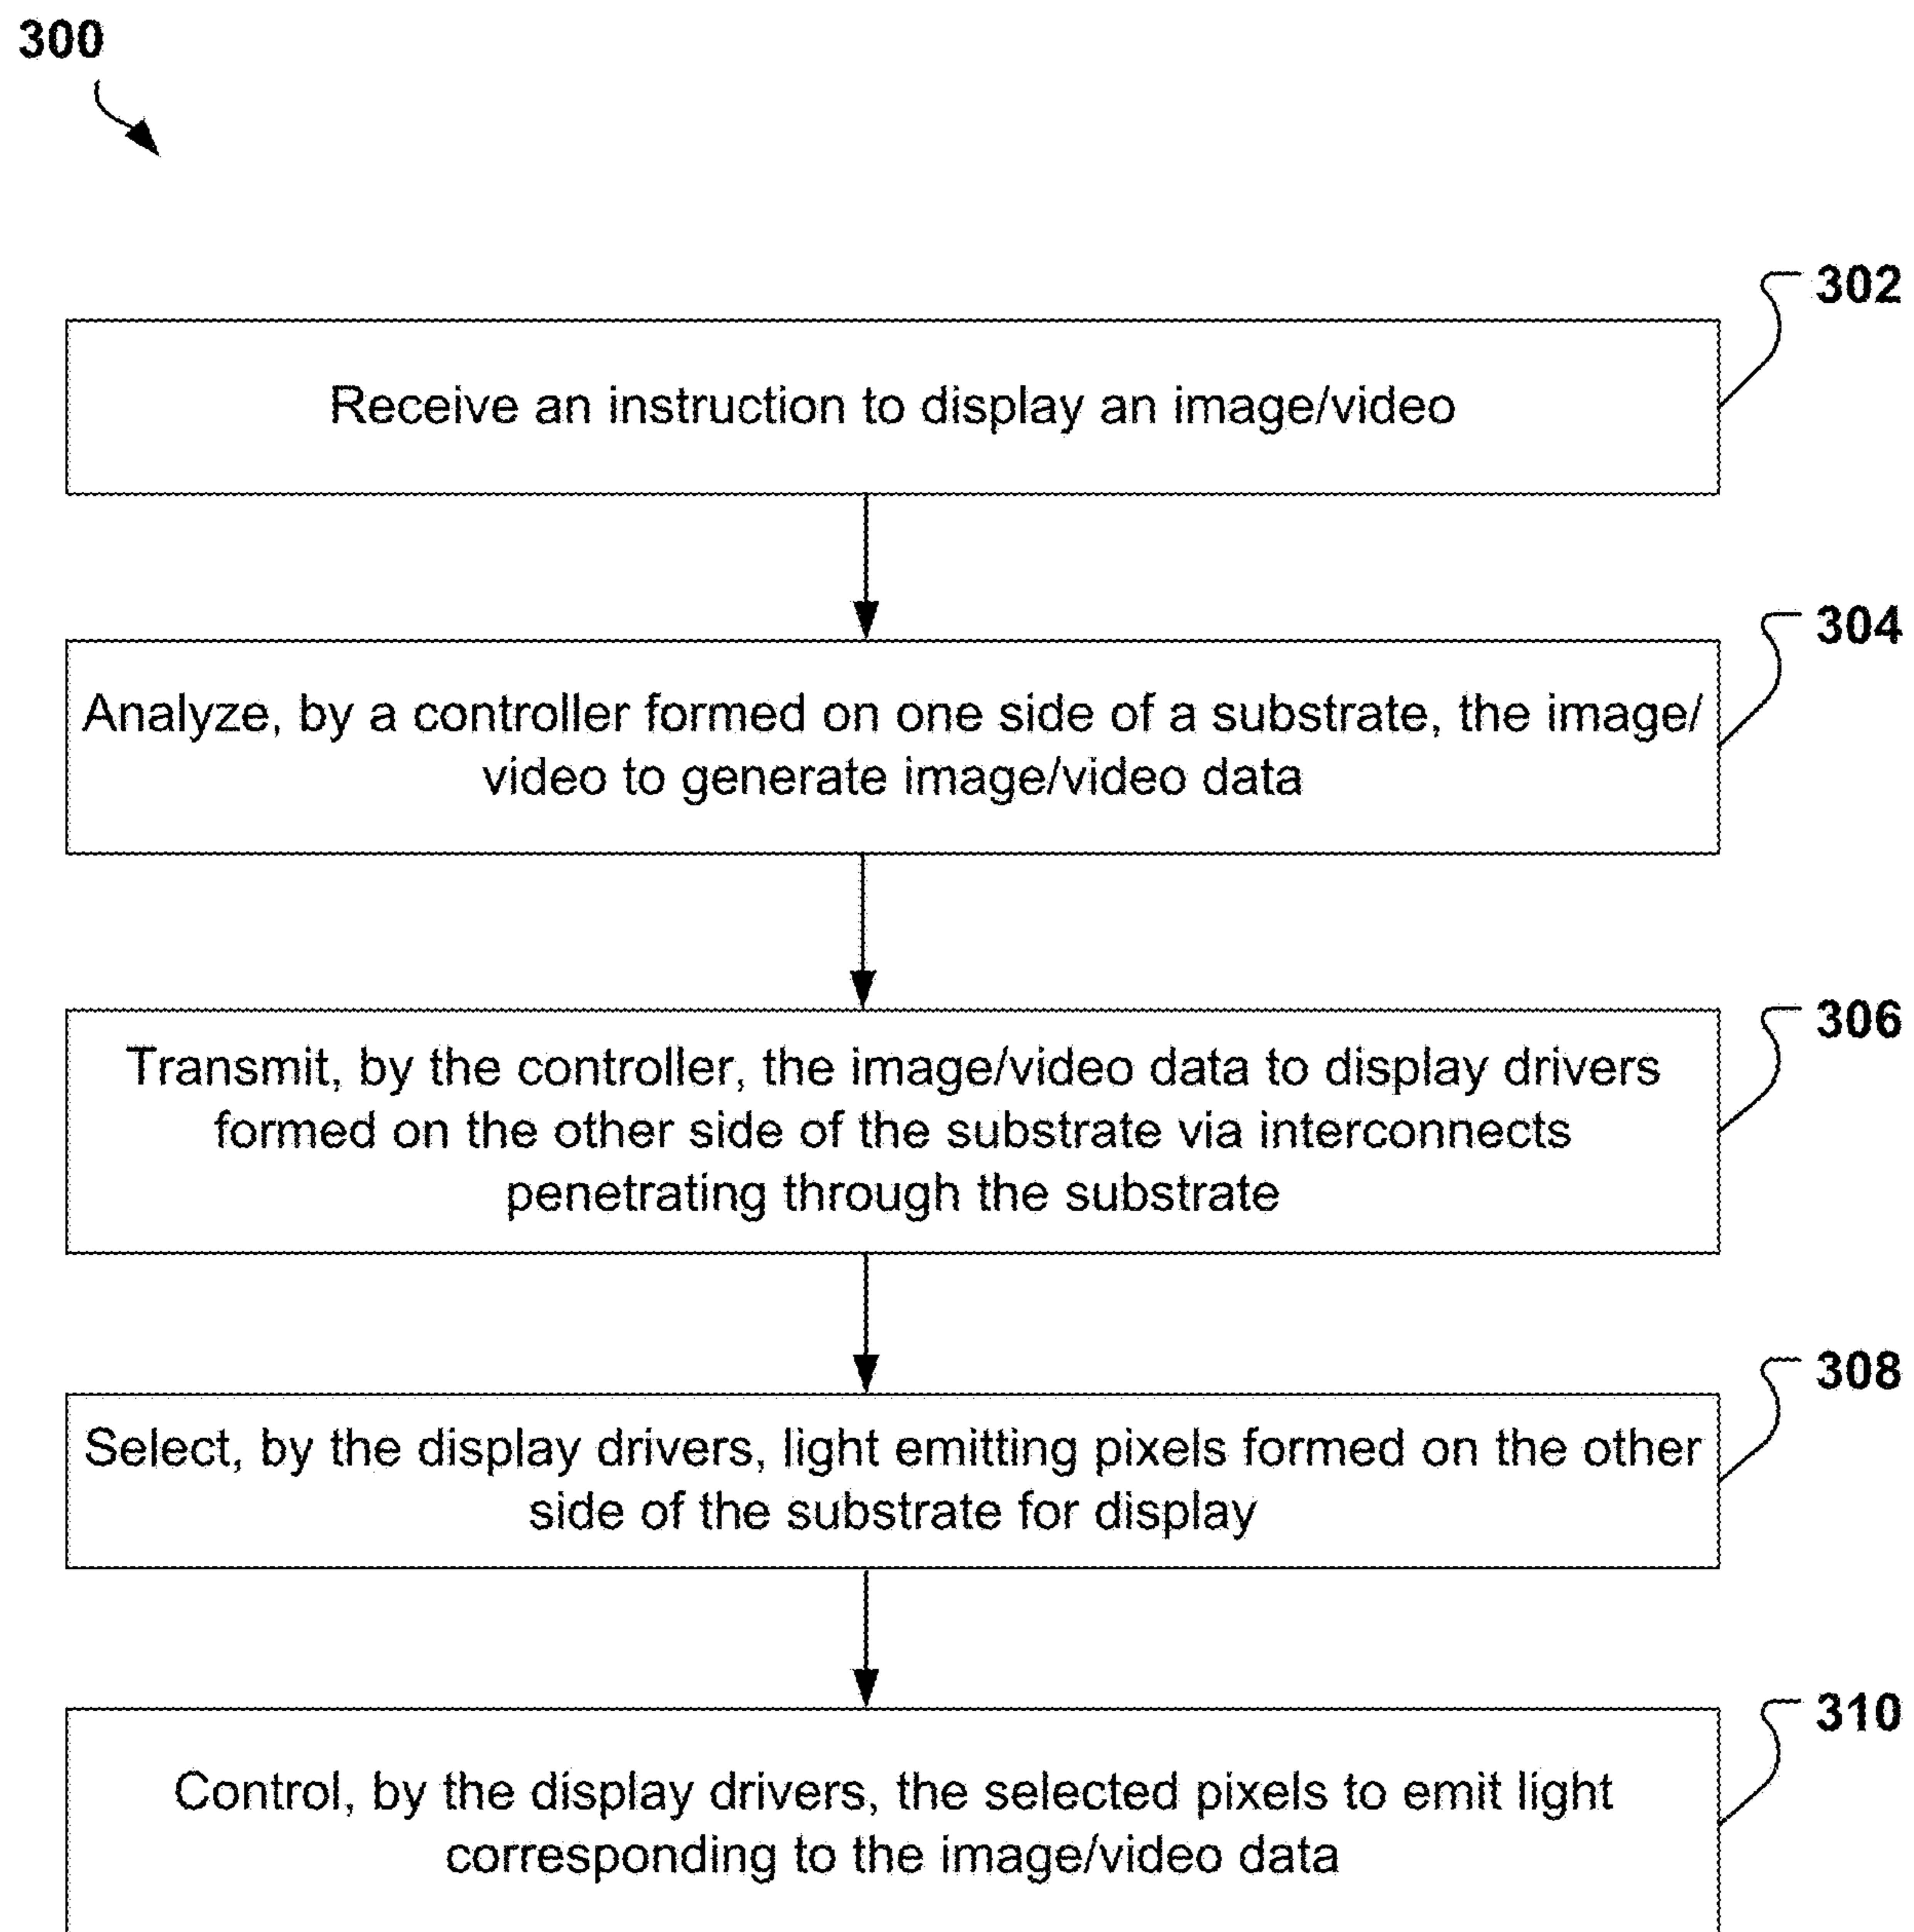 300
302
Receive an instruction to display an image/video
304
Analyze, by a controller formed on one side of a substrate, the image/
video to generate image/video data
306
Transmit, by the controller, the image/video data to display drivers
formed on the other side of the substrate via interconnects
penetrating through the substrate
308
Select, by the display drivers, light emitting pixels formed on the other
side of the substrate for display
310
Control, by the display drivers, the selected pixels to emit light
corresponding to the image/video data